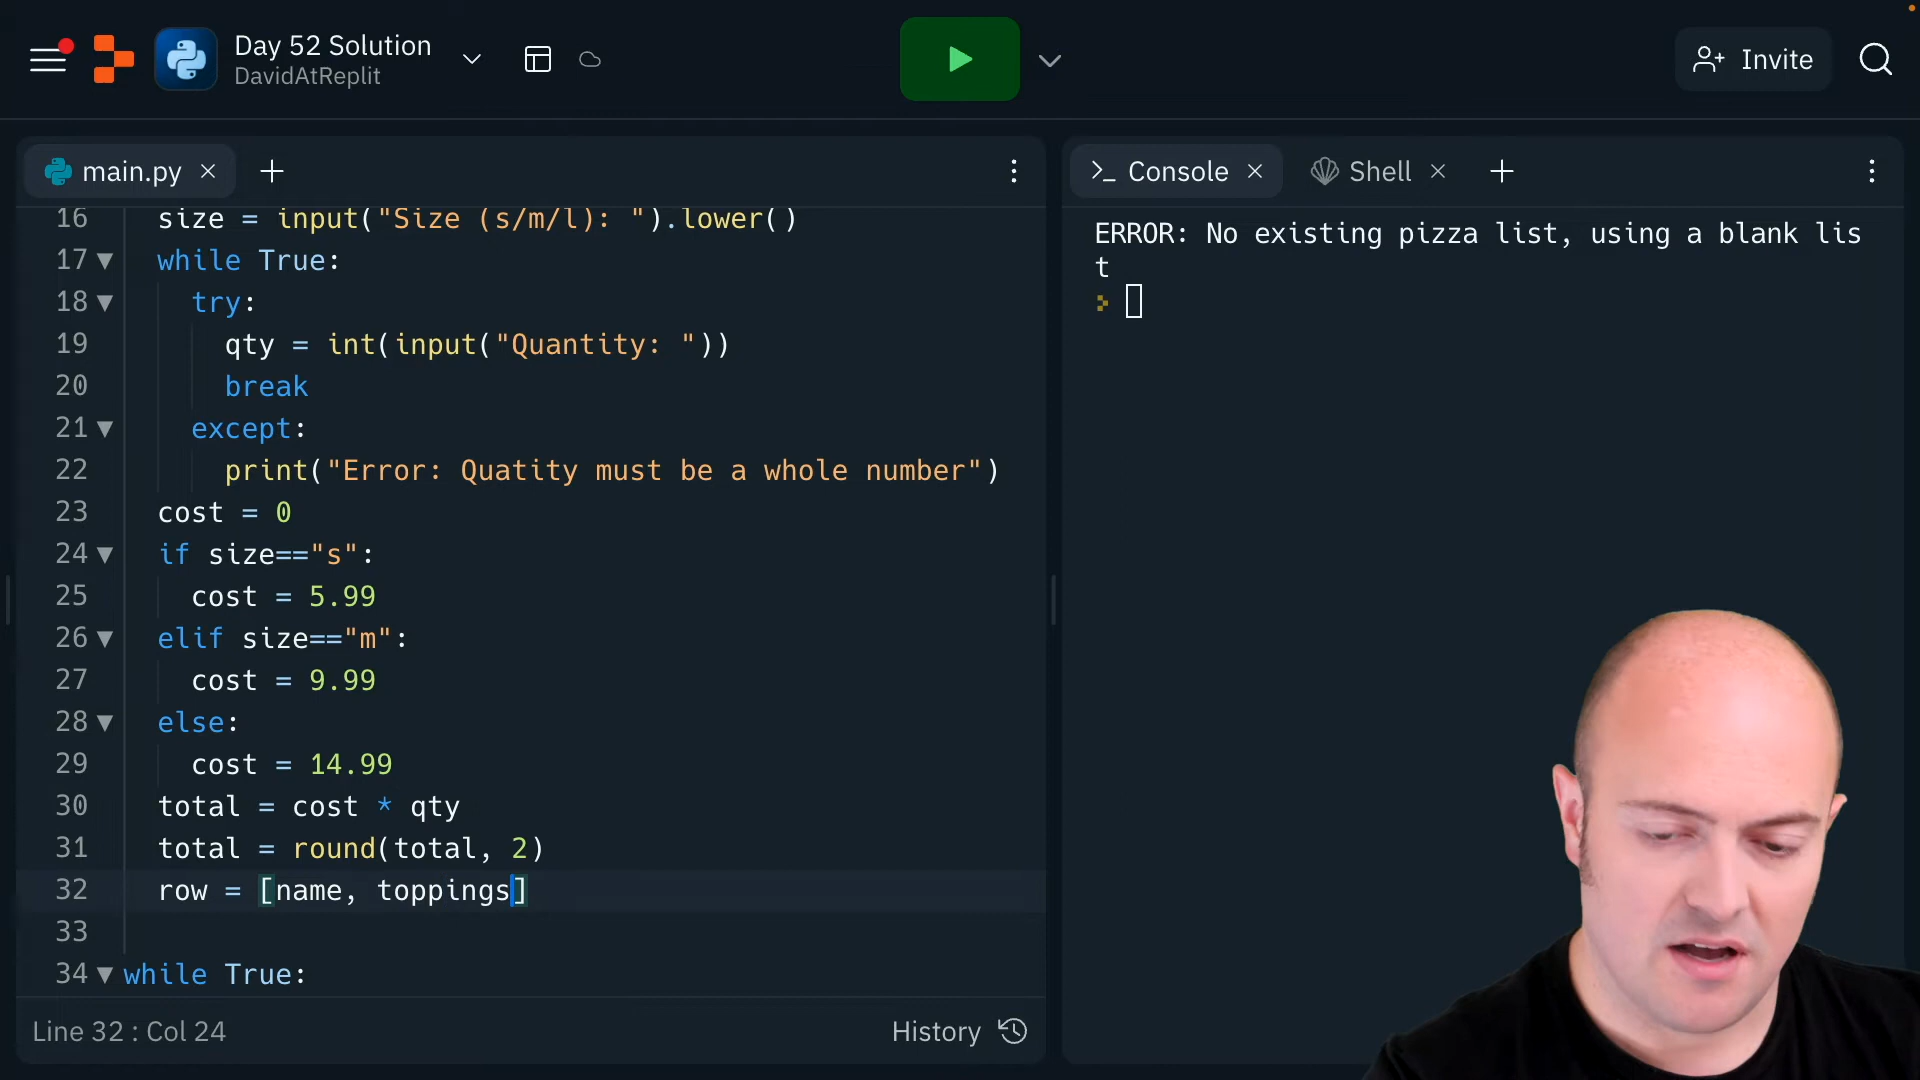 Day 52 Solution
DavidAtReplit
Invite
main.py
Console
Shell
16 size = input("Size (s/m/l): ").lower()
17 while True:
18 try:
19 qty = int(input("Quantity: "))
20 break
21 except:
22 print("Error: Quatity must be a whole number")
23 cost = 0
24 if size=="s":
25 cost = 5.99
26 elif size=="m":
27 cost = 9.99
28 else:
29 cost = 14.99
30 total = cost * qty
31 total = round(total, 2)
32 row = [name, toppings]
33
34 while True:
Line 32 : Col 24
History
ERROR: No existing pizza list, using a blank lis
t